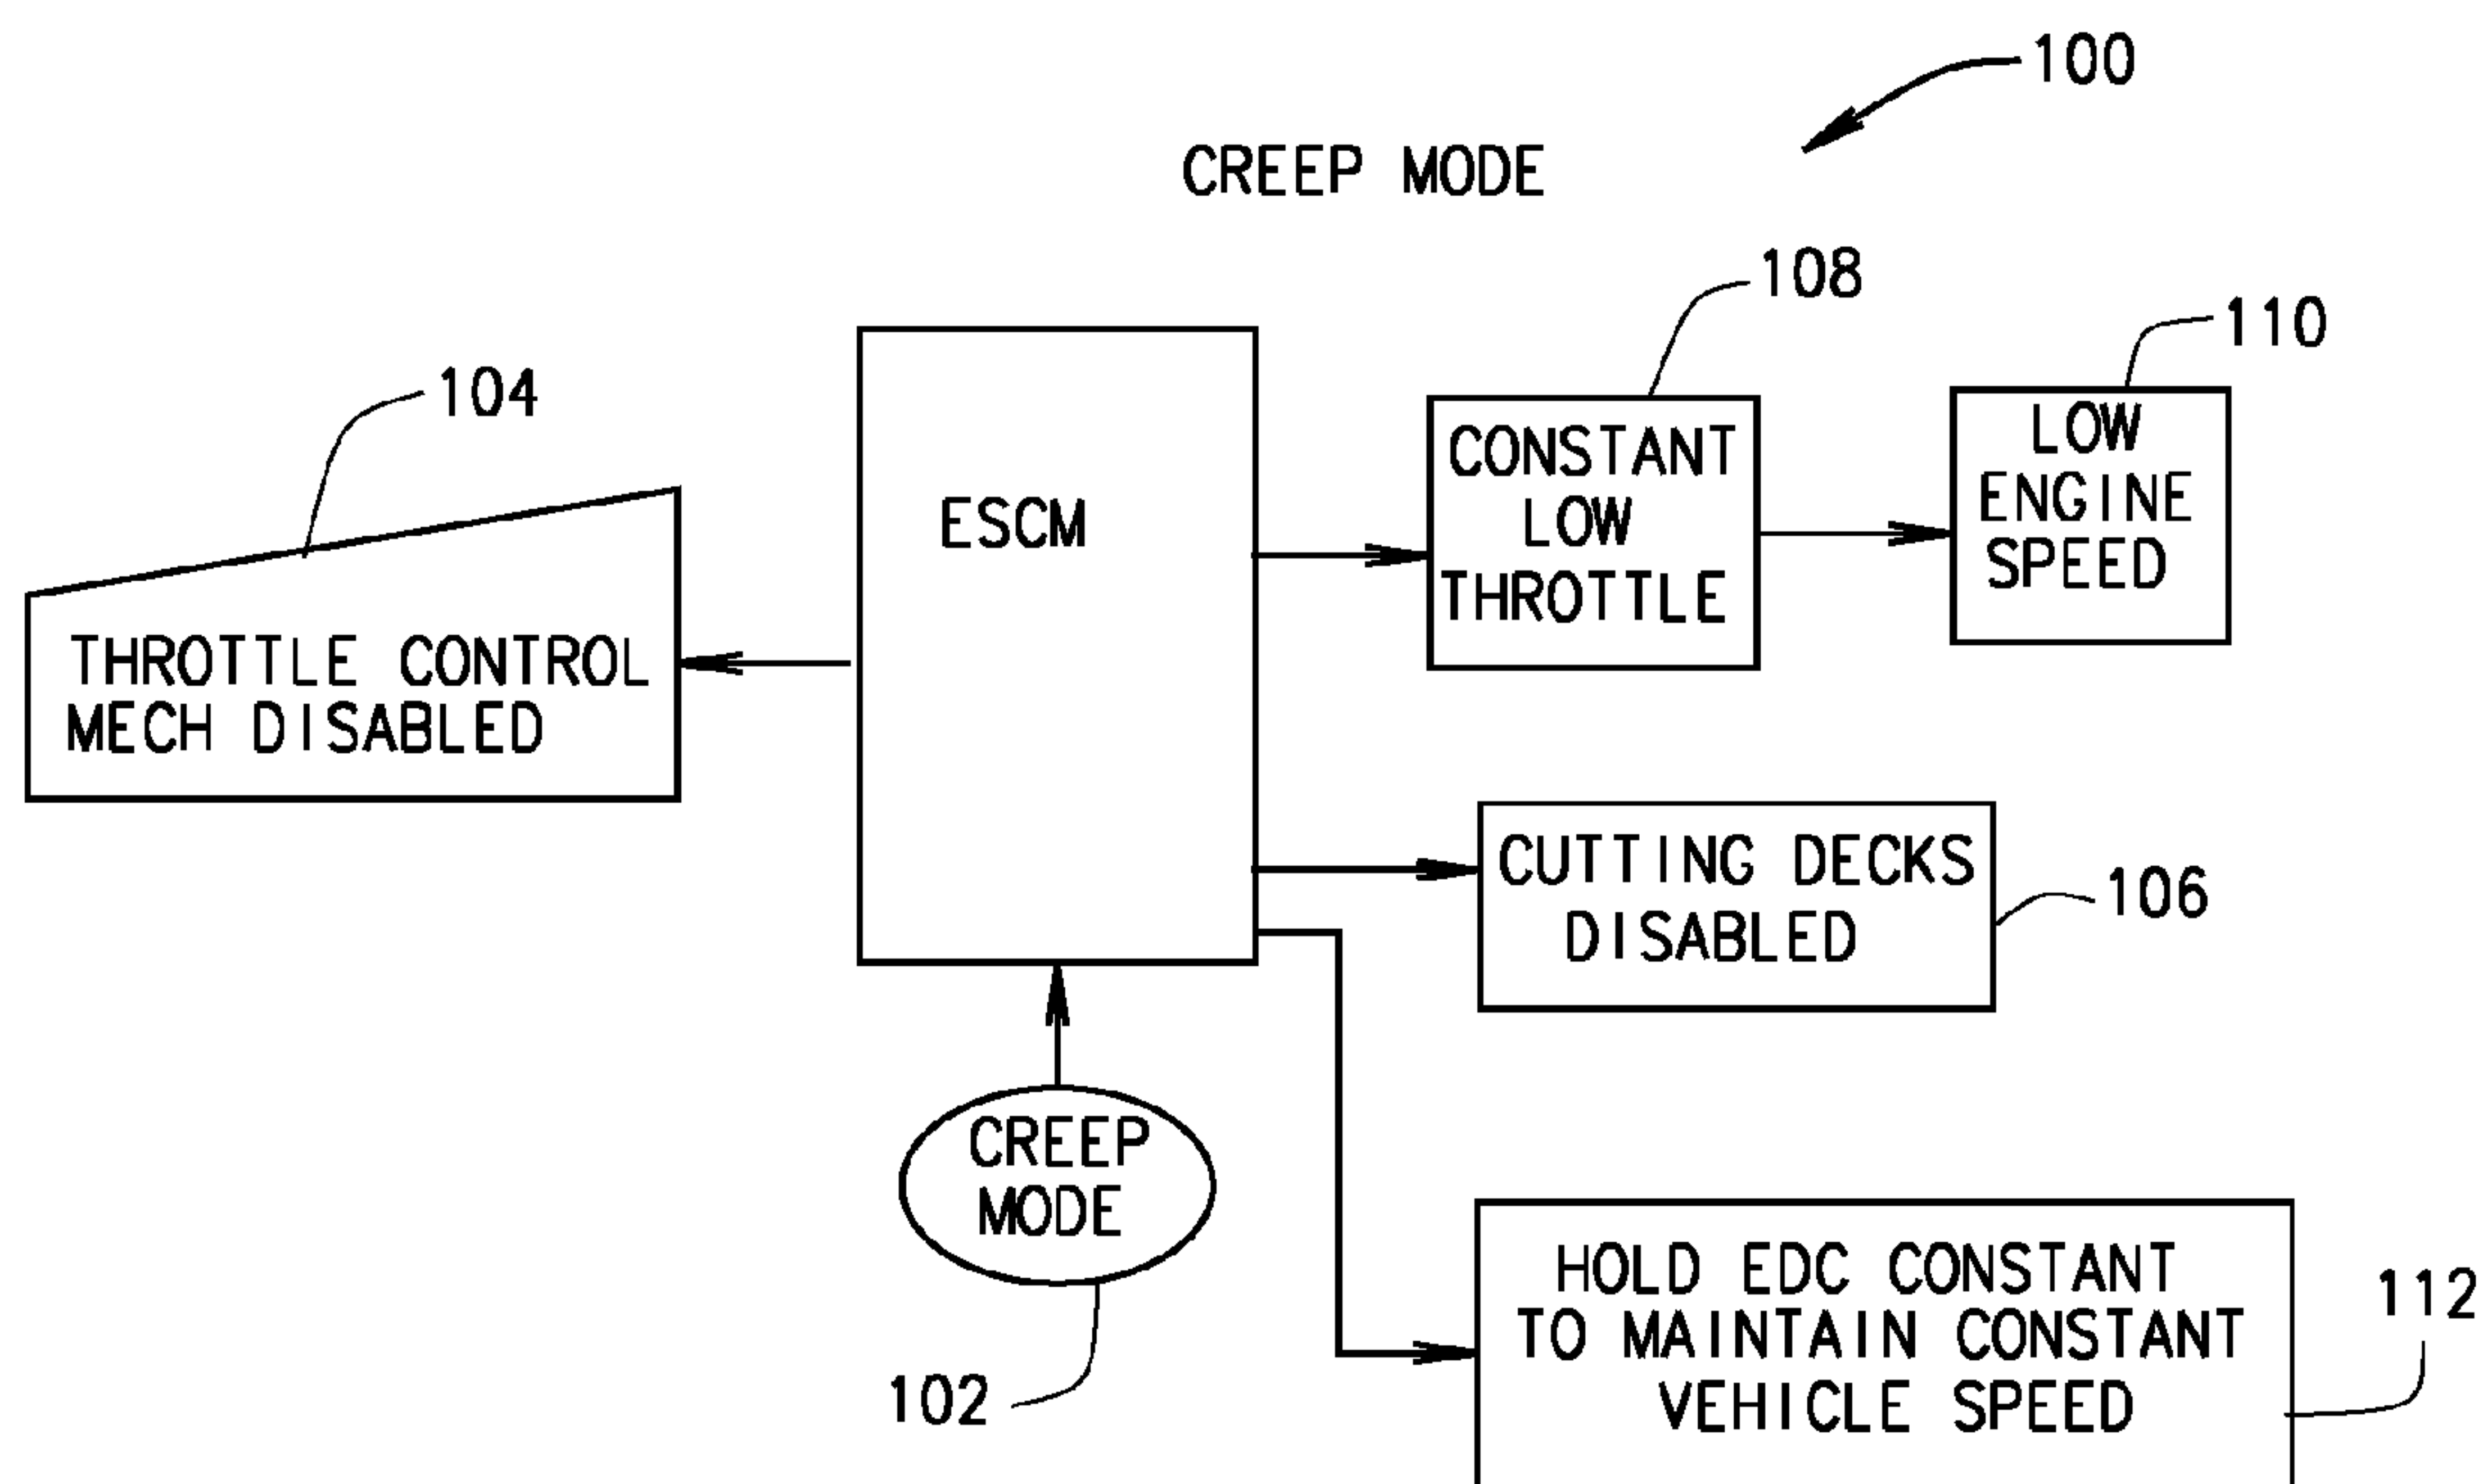 100
CREEP MODE
108
110
104
CONSTANT
LOW
THROTTLE
LOW
ENGINE
SPEED
ESCM
THROTTLE CONTROL
MECH DISABLED
CUTTING DECKS
DISABLED
106
CREEP
MODE
102
HOLD EDC CONSTANT
TO MAINTAIN CONSTANT
VEHICLE SPEED
112